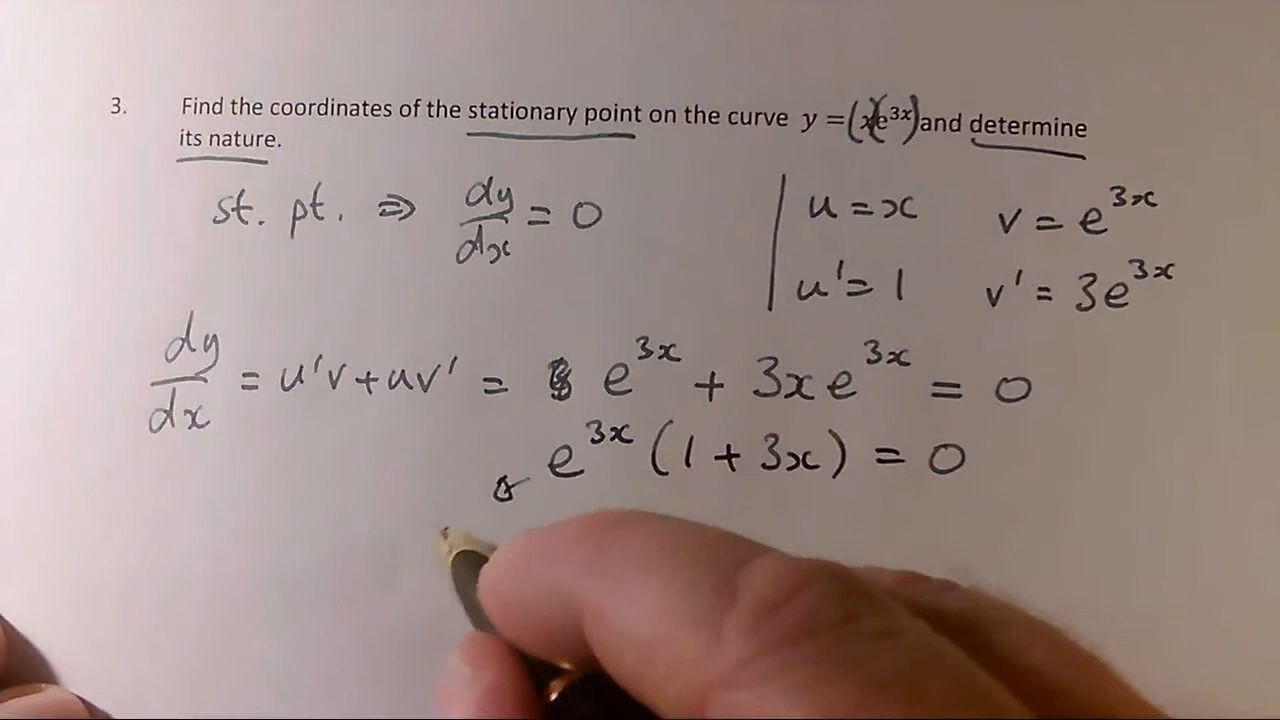 3. Find the coordinates of the stationary point on the curve y = (x)(e^{3x}) and determine
its nature.
st. pt. ⇒ dy/dx = 0
u = x v = e^{3x}
u' = 1 v' = 3e^{3x}
dy/dx = u'v + uv' = e^{3x} + 3xe^{3x} = 0
e^{3x}(1 + 3x) = 0